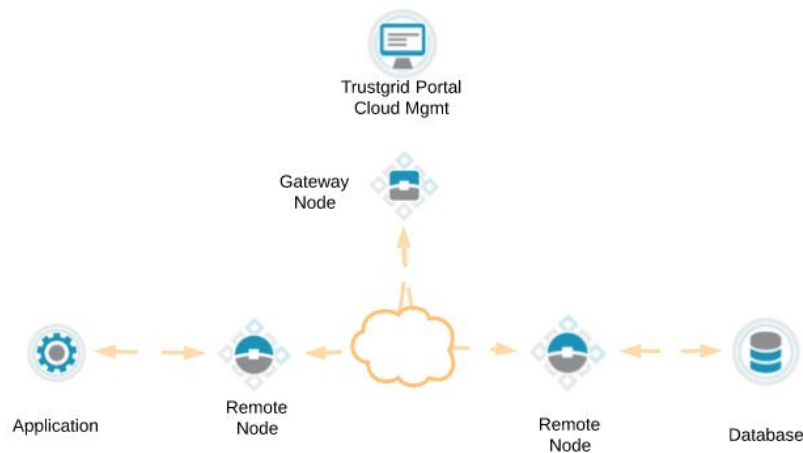 Trustgrid Portal
Cloud Mgmt
Gateway
Node
Remote
Node
Remote
Node
Application
Database